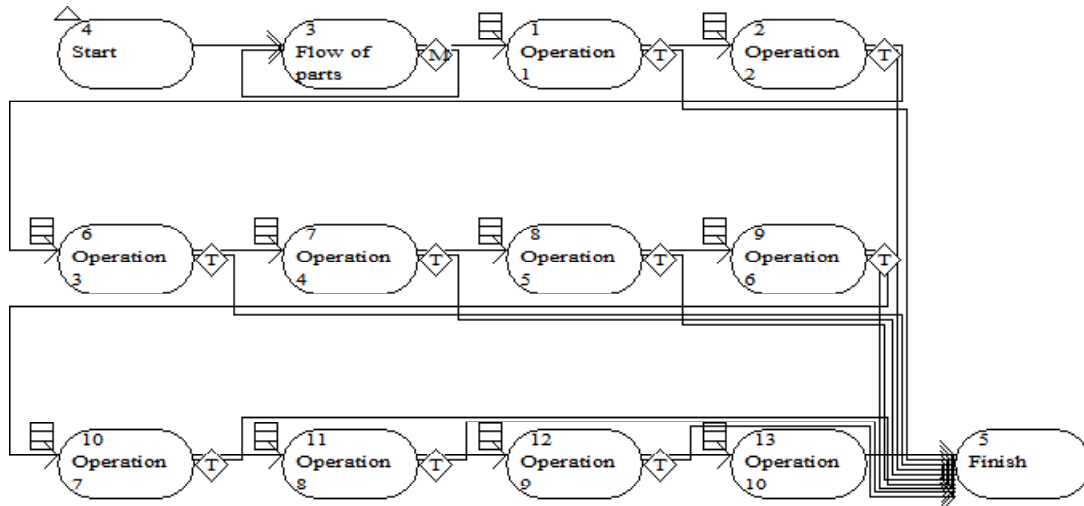 4
Start
3
Flow of
parts
M
1
Operation
1
T
2
Operation
2
T
6
Operation
3
T
7
Operation
4
T
8
Operation
5
T
9
Operation
6
T
10
Operation
7
T
11
Operation
8
T
12
Operation
9
T
13
Operation
10
5
Finish